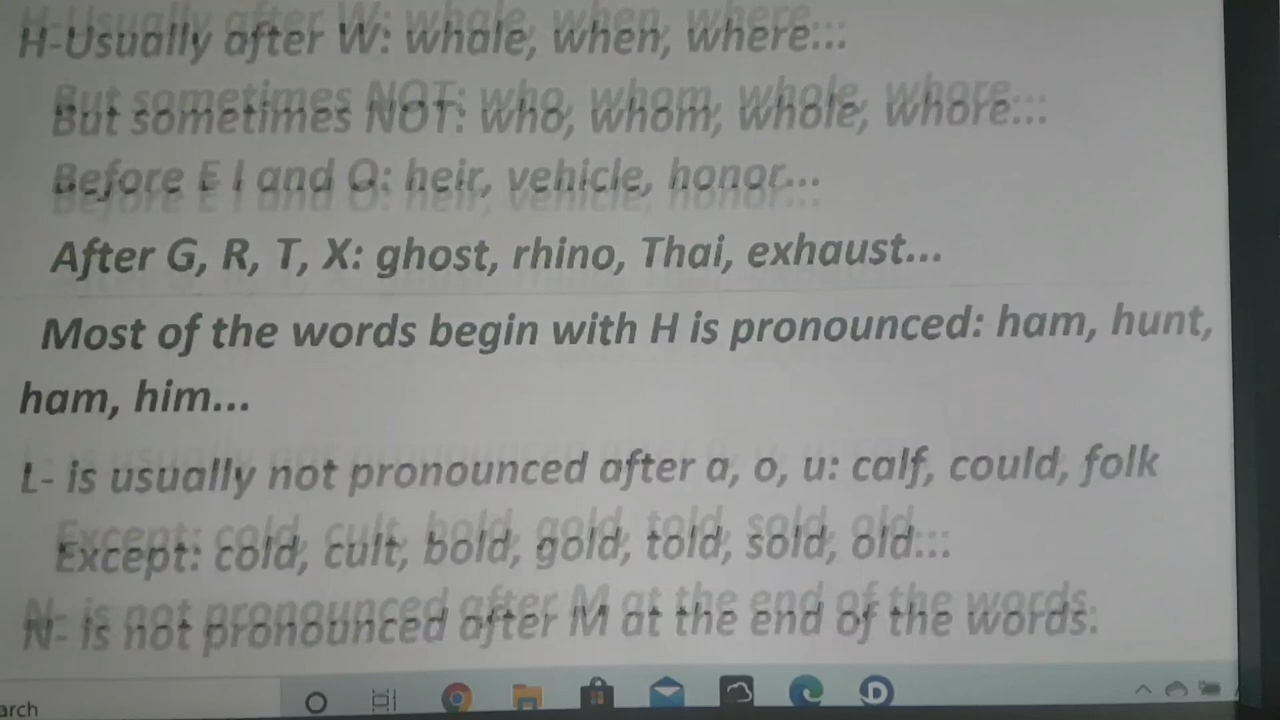 H-Usually after W: whale, when, where...
But sometimes NOT: who, whom, whole, whore...
Before E I and O: heir, vehicle, honor...
After G, R, T, X: ghost, rhino, Thai, exhaust...
Most of the words begin with H is pronounced: ham, hunt,
ham, him...
L- is usually not pronounced after a, o, u: calf, could, folk
Except: cold, cult, bold, gold, told, sold, old...
N- is not pronounced after M at the end of the words:
arch